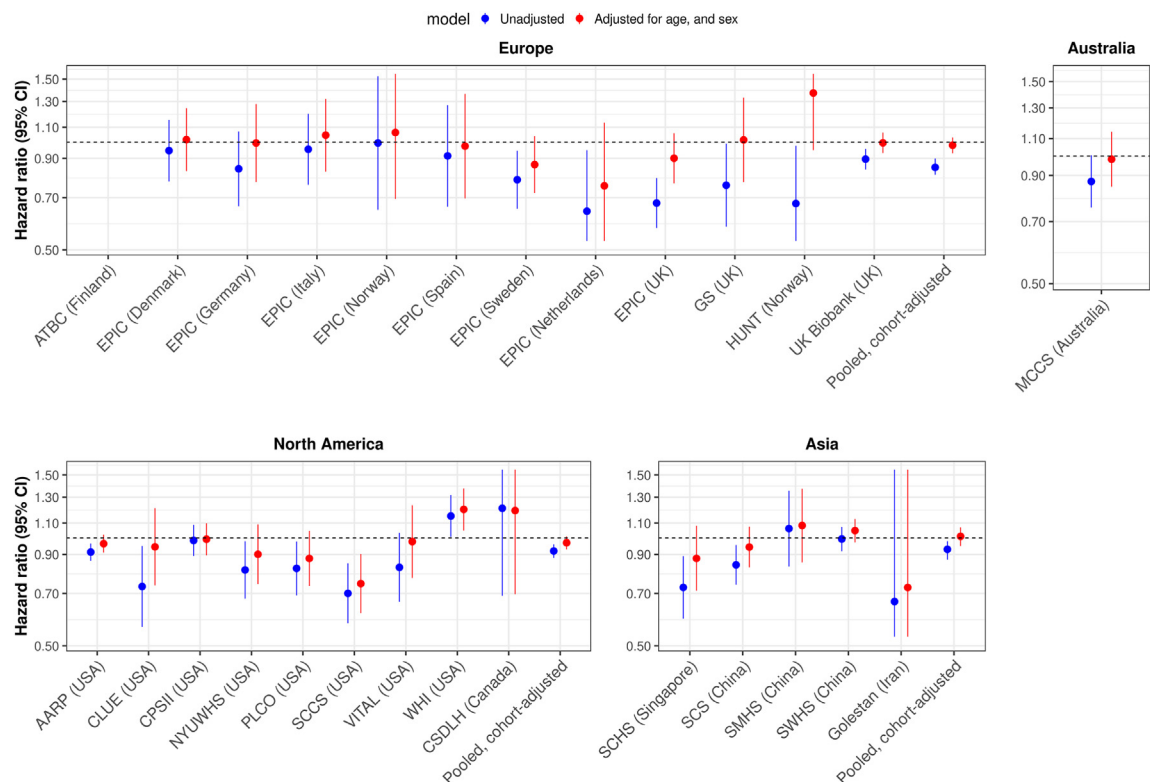 model Unadjusted Adjusted for age, and sex
Europe
Hazard ratio (95% CI)
1.50
1.30
1.10
0.90
0.70
0.50
ATBC (Finland)
EPIC (Denmark)
EPIC (Germany)
EPIC (Italy)
EPIC (Norway)
EPIC (Spain)
EPIC (Sweden)
EPIC (Netherlands)
EPIC (UK)
GS (UK)
HUNT (Norway)
UK Biobank (UK)
Pooled, cohort-adjusted
Australia
1.50
1.30
1.10
0.90
0.70
0.50
MCCS (Australia)
North America
Hazard ratio (95% CI)
1.50
1.30
1.10
0.90
0.70
0.50
AARP (USA)
CLUE (USA)
CPSII (USA)
NYUWHS (USA)
PLCO (USA)
SCCS (USA)
VITAL (USA)
WHI (USA)
CSDLH (Canada)
Pooled, cohort-adjusted
Asia
1.50
1.30
1.10
0.90
0.70
0.50
SCHS (Singapore)
SCS (China)
SMHS (China)
SWHS (China)
Golestan (Iran)
Pooled, cohort-adjusted